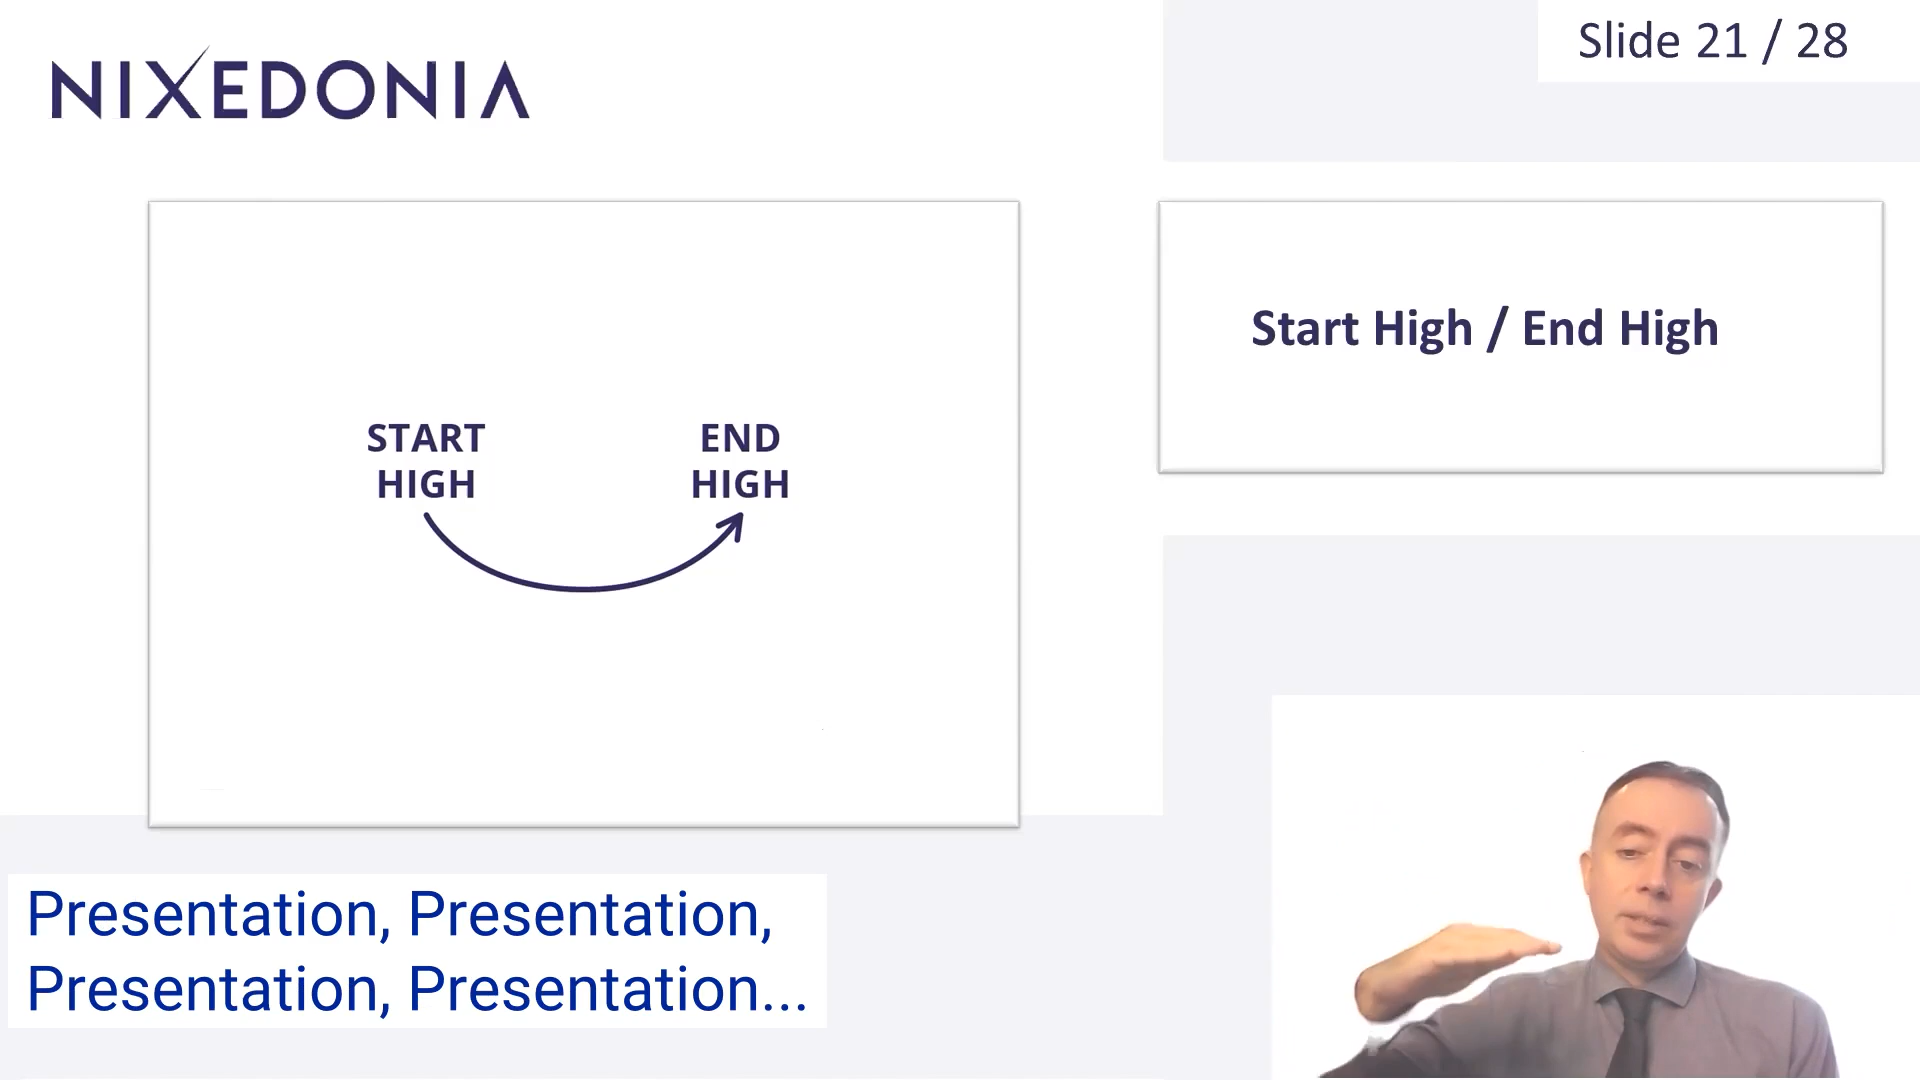 NIXEDONIA
Slide 21 / 28
START
HIGH
END
HIGH
Start High / End High
Presentation, Presentation,
Presentation, Presentation...